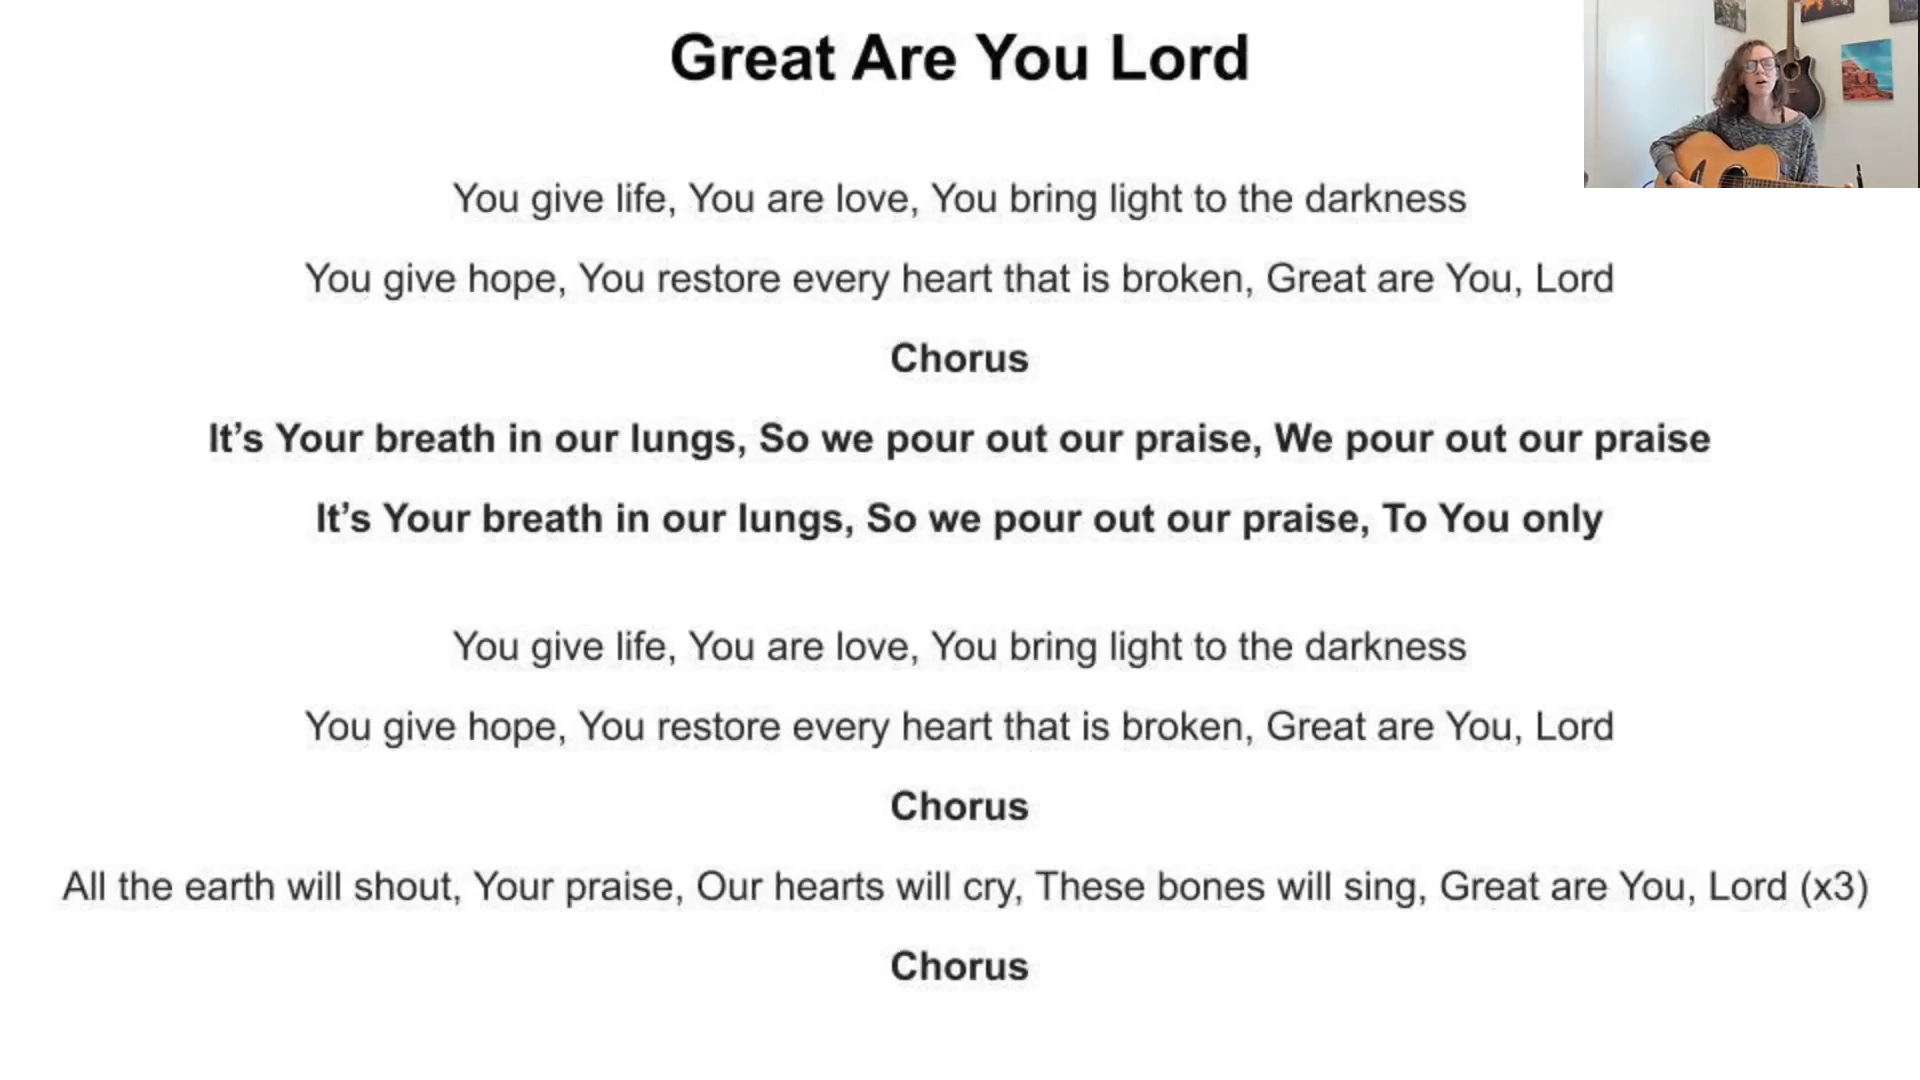 Great Are You Lord
You give life, You are love, You bring light to the darkness
You give hope, You restore every heart that is broken, Great are You, Lord
Chorus
It’s Your breath in our lungs, So we pour out our praise, We pour out our praise
It’s Your breath in our lungs, So we pour out our praise, To You only
You give life, You are love, You bring light to the darkness
You give hope, You restore every heart that is broken, Great are You, Lord
Chorus
All the earth will shout, Your praise, Our hearts will cry, These bones will sing, Great are You, Lord (x3)
Chorus